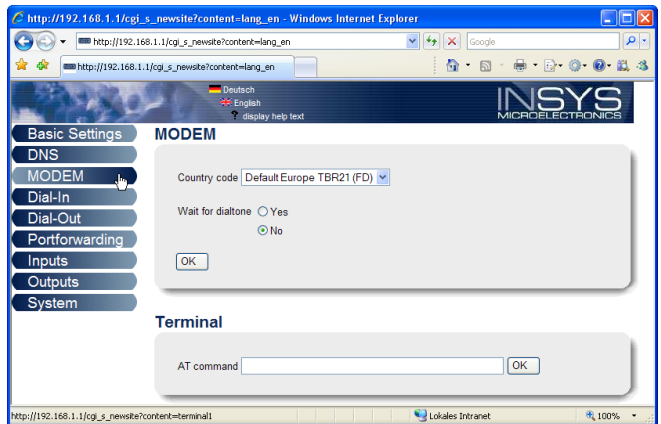 http://192.168.1.1/cgi_s_newsite?content=lang_en - Windows Internet Explorer
http://192.168.1.1/cgi_s_newsite?content=lang_en
Google
http://192.168.1.1/cgi_s_newsite?content=lang_en
Deutsch
English
? display help text
INSYS
MICROELECTRONICS
Basic Settings
DNS
MODEM
Dial-In
Dial-Out
Portforwarding
Inputs
Outputs
System
MODEM
Country code Default Europe TBR21 (FD)
Wait for dialtone Yes
No
OK
Terminal
AT command OK
http://192.168.1.1/cgi_s_newsite?content=terminal1 Lokales Intranet 100%